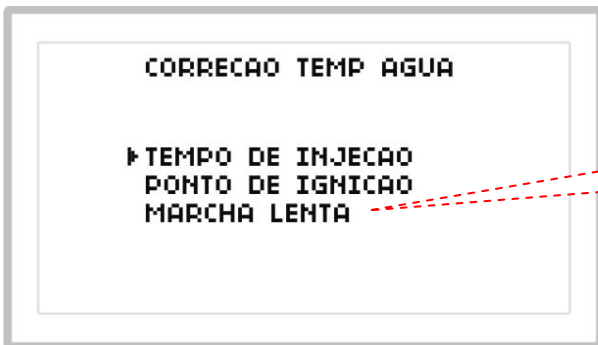 CORRECAO TEMP AGUA
TEMPO DE INJECAO
PONTO DE IGNICAO
MARCHA LENTA